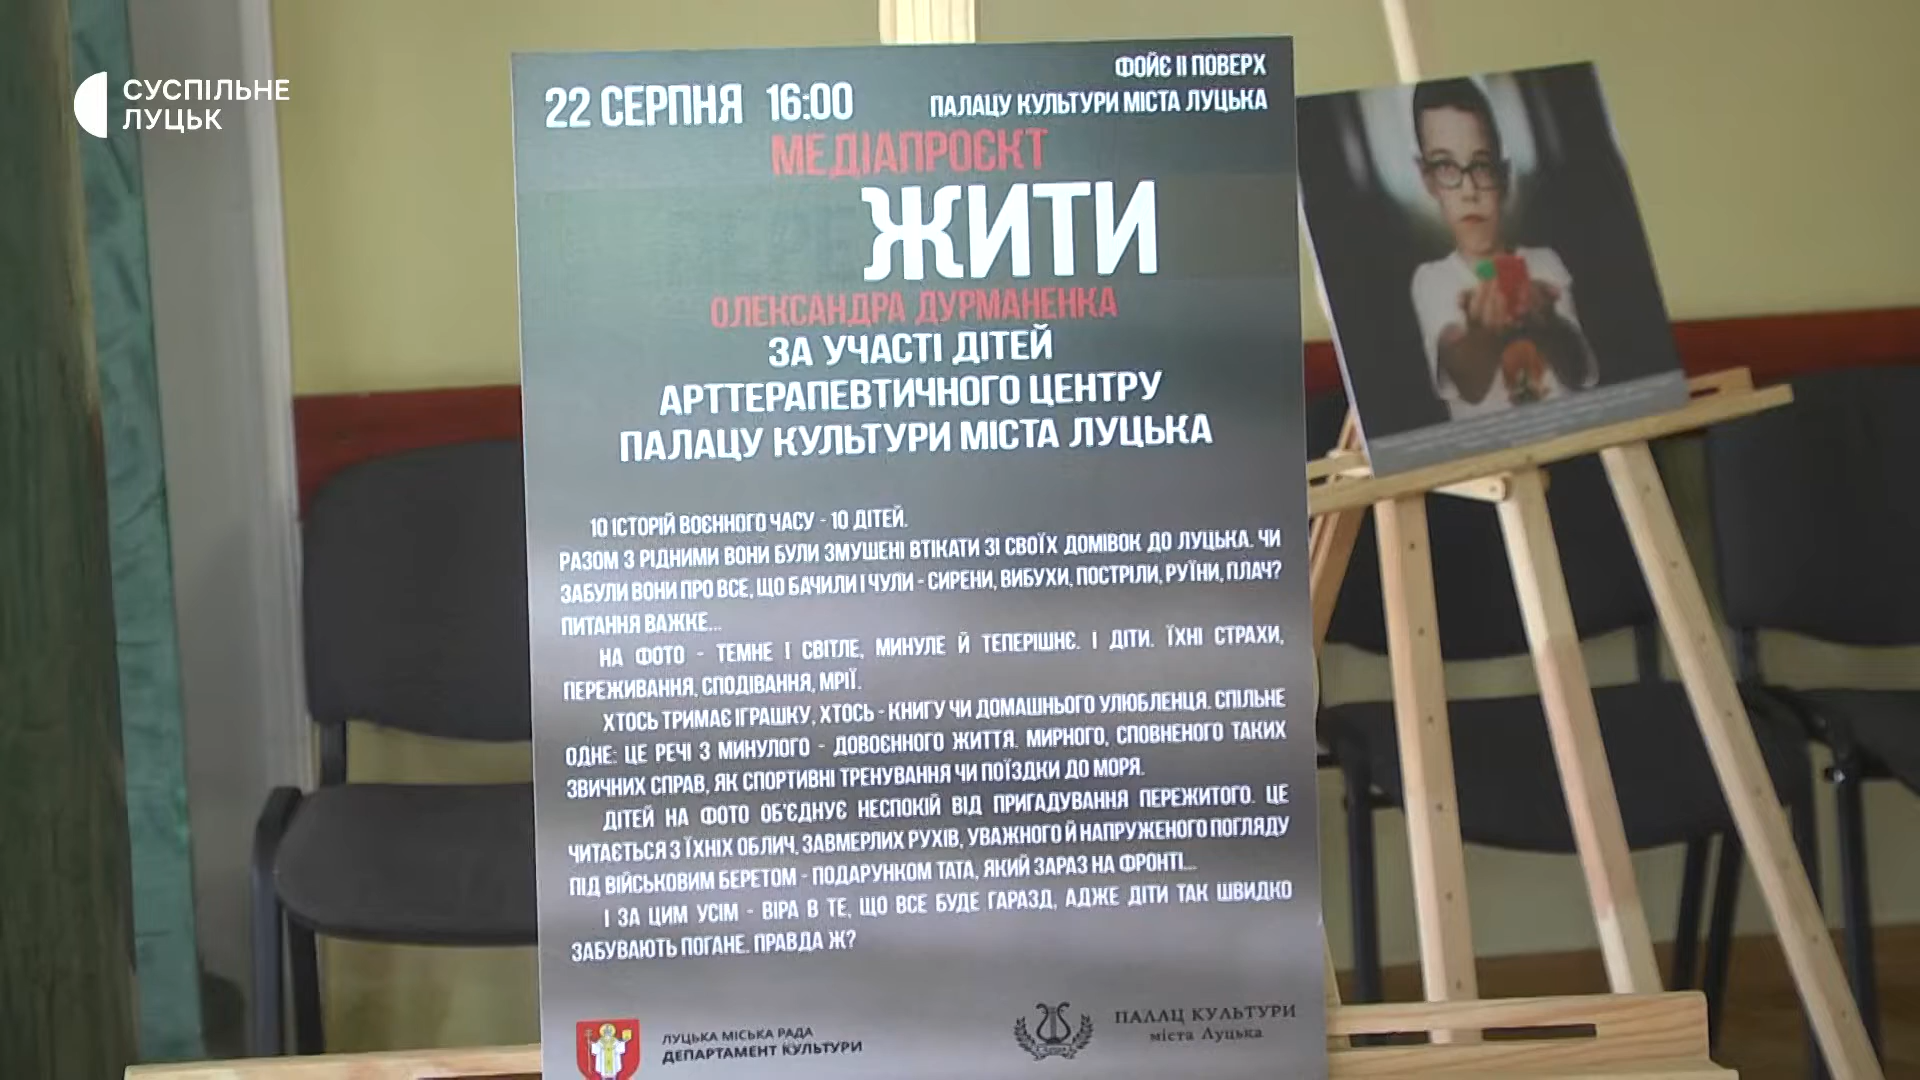 СУСПІЛЬНЕ
ЛУЦЬК
22 СЕРПНЯ 16:00
ФОЙЄ ІІ ПОВЕРХ
ПАЛАЦУ КУЛЬТУРИ МІСТА ЛУЦЬКА
МЕДІАПРОЄКТ
ЖИТИ
ОЛЕКСАНДРА ДУРМАНЕНКА
ЗА УЧАСТІ ДІТЕЙ
АРТТЕРАПЕВТИЧНОГО ЦЕНТРУ
ПАЛАЦУ КУЛЬТУРИ МІСТА ЛУЦЬКА
10 ІСТОРІЙ ВОЄННОГО ЧАСУ - 10 ДІТЕЙ.
РАЗОМ З РІДНИМИ ВОНИ БУЛИ ЗМУШЕНІ ВТІКАТИ ЗІ СВОЇХ ДОМІВОК ДО ЛУЦЬКА. ЧИ
ЗАБУЛИ ВОНИ ПРО ВСЕ, ЩО БАЧИЛИ І ЧУЛИ - СИРЕНИ, ВИБУХИ, ПОСТРІЛИ, РУЇНИ, ПЛАЧ?
ПИТАННЯ ВАЖКЕ...
НА ФОТО - ТЕМНЕ І СВІТЛЕ, МИНУЛЕ Й ТЕПЕРІШНЄ. І ДІТИ. ЇХНІ СТРАХИ,
ПЕРЕЖИВАННЯ, СПОДІВАННЯ, МРІЇ.
ХТОСЬ ТРИМАЄ ІГРАШКУ, ХТОСЬ - КНИГУ ЧИ ДОМАШНЬОГО УЛЮБЛЕНЦЯ. СПІЛЬНЕ
ОДНЕ: ЦЕ РЕЧІ З МИНУЛОГО - ДОВОЄННОГО ЖИТТЯ. МИРНОГО, СПОВНЕНОГО ТАКИХ
ЗВИЧНИХ СПРАВ, ЯК СПОРТИВНІ ТРЕНУВАННЯ ЧИ ПОЇЗДКИ ДО МОРЯ.
ДІТЕЙ НА ФОТО ОБ'ЄДНУЄ НЕСПОКІЙ ВІД ПРИГАДУВАННЯ ПЕРЕЖИТОГО. ЦЕ
ЧИТАЄТЬСЯ З ЇХНІХ ОБЛИЧ, ЗАВМЕРЛИХ РУХІВ, УВАЖНОГО Й НАПРУЖЕНОГО ПОГЛЯДУ
ПІД ВІЙСЬКОВИМ БЕРЕТОМ - ПОДАРУНКОМ ТАТА, ЯКИЙ ЗАРАЗ НА ФРОНТІ...
І ЗА ЦИМ УСІМ - ВІРА В ТЕ, ЩО ВСЕ БУДЕ ГАРАЗД, АДЖЕ ДІТИ ТАК ШВИДКО
ЗАБУВАЮТЬ ПОГАНЕ. ПРАВДА Ж?
ЛУЦЬКА МІСЬКА РАДА
ДЕПАРТАМЕНТ КУЛЬТУРИ
ПАЛАЦ КУЛЬТУРИ
міста Луцька